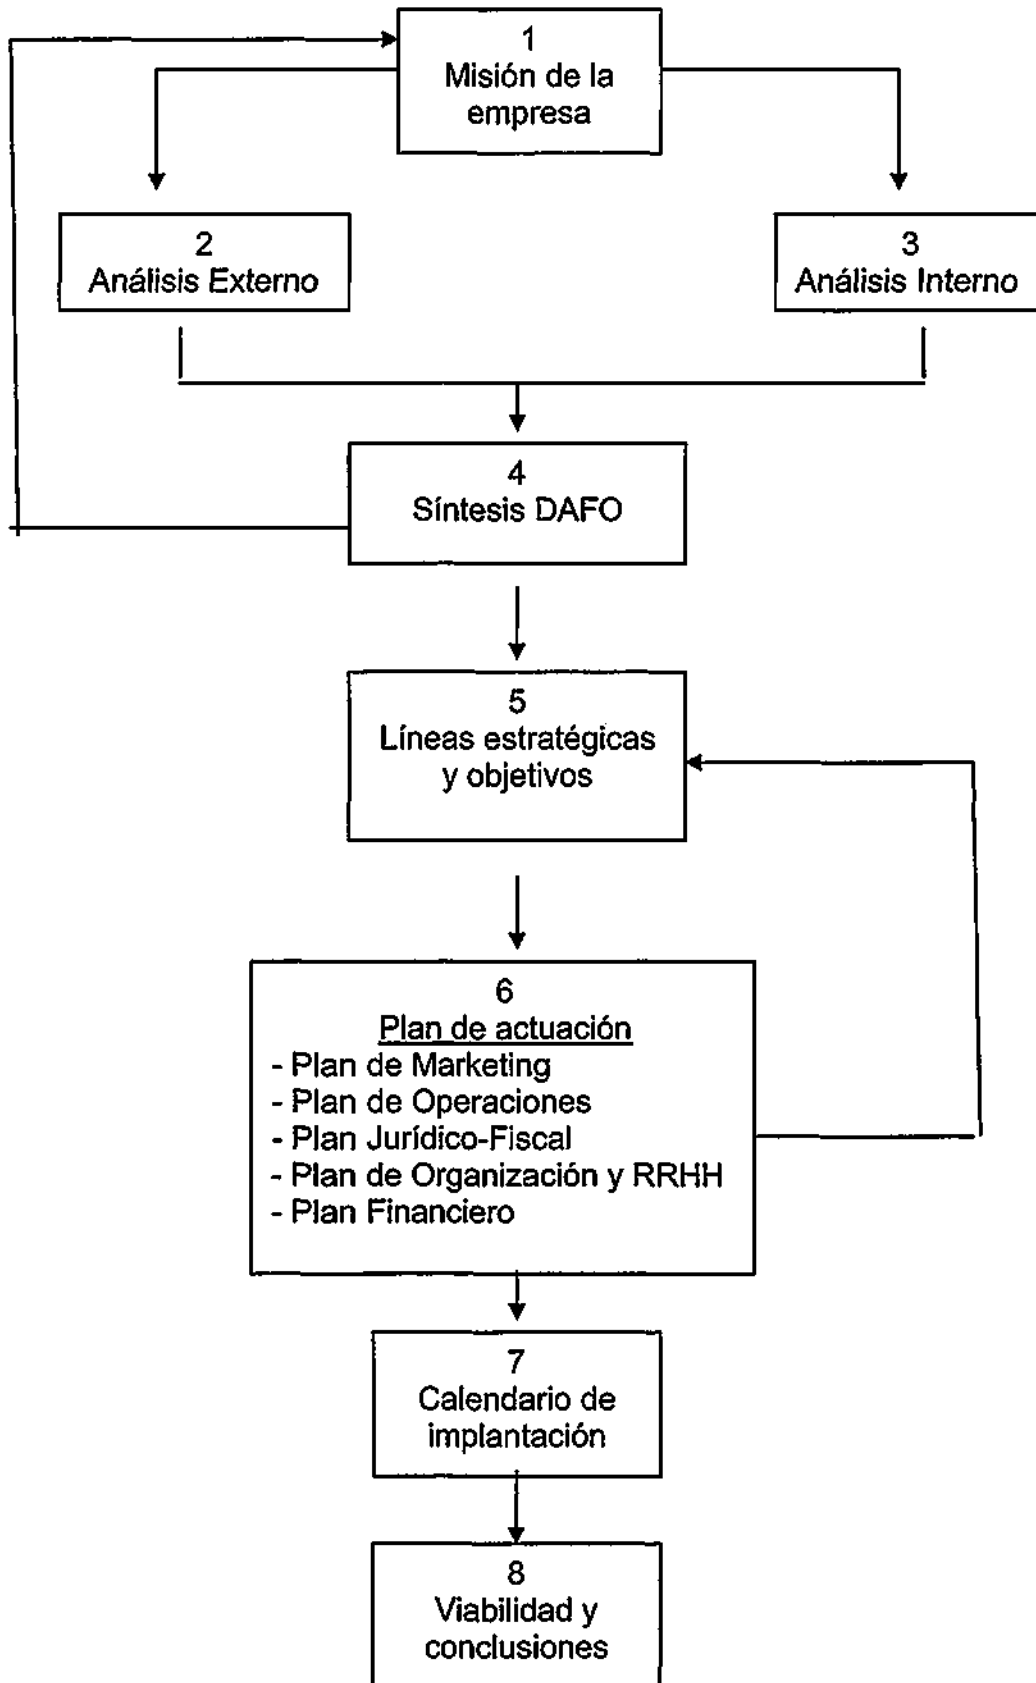 1
Misión de la
empresa
2
Análisis Externo
3
Análisis Interno
4
Síntesis DAFO
5
Líneas estratégicas
y objetivos
6
Plan de actuación
- Plan de Marketing
- Plan de Operaciones
- Plan Jurídico-Fiscal
- Plan de Organización y RRHH
- Plan Financiero
7
Calendario de
implantación
8
Viabilidad y
conclusiones